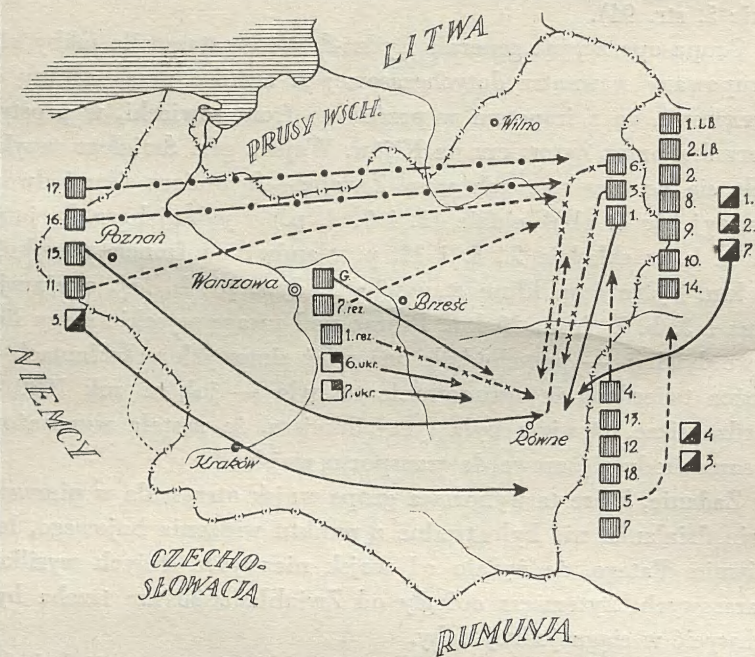 LITWA
PRUSY WSCH.
Wilno
17.
16.
Poznań
15.
11.
5.
6.
3.
1.
1. L.B.
2. L.B.
2.
8.
9.
10.
14.
1.
2.
7.
Warszawa
G.
7. rez.
Brześć
1. rez.
6. ukr.
7. ukr.
NIEMCY
Kraków
Równe
4.
13.
12
18.
5
7
4
3.
CZECHO-
SŁOWACJA
RUMUNJA